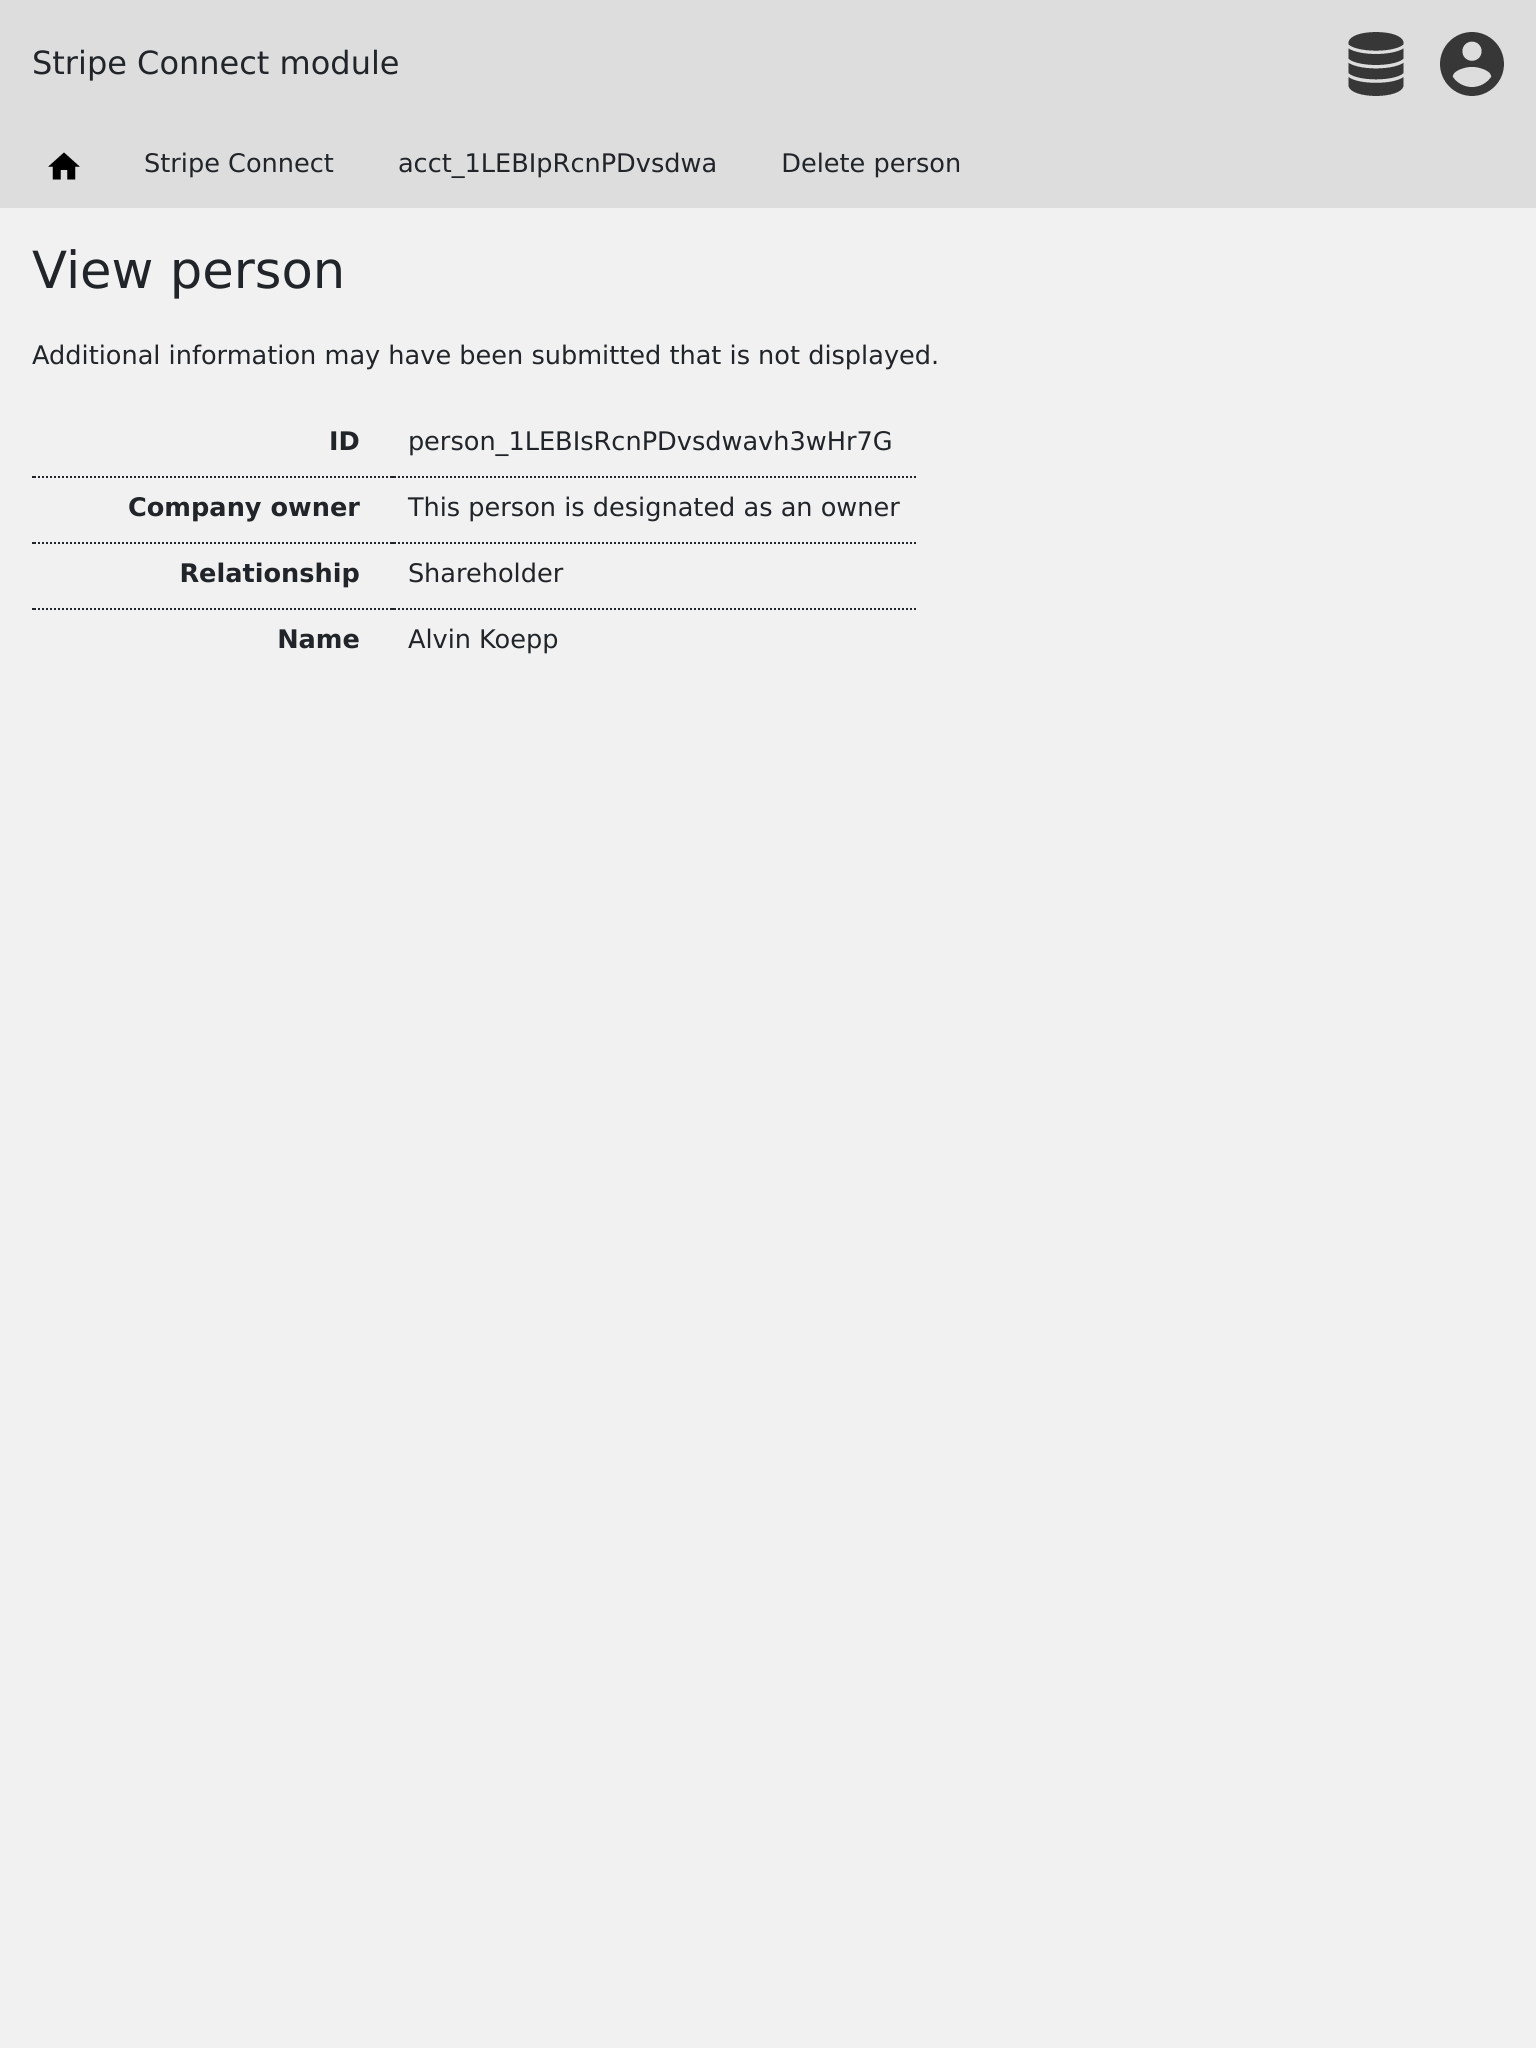 Stripe Connect module
Stripe Connect acct_1LEBIpRcnPDvsdwa Delete person
View person
Additional information may have been submitted that is not displayed.
ID person_1LEBIsRcnPDvsdwavh3wHr7G
Company owner This person is designated as an owner
Relationship Shareholder
Name Alvin Koepp